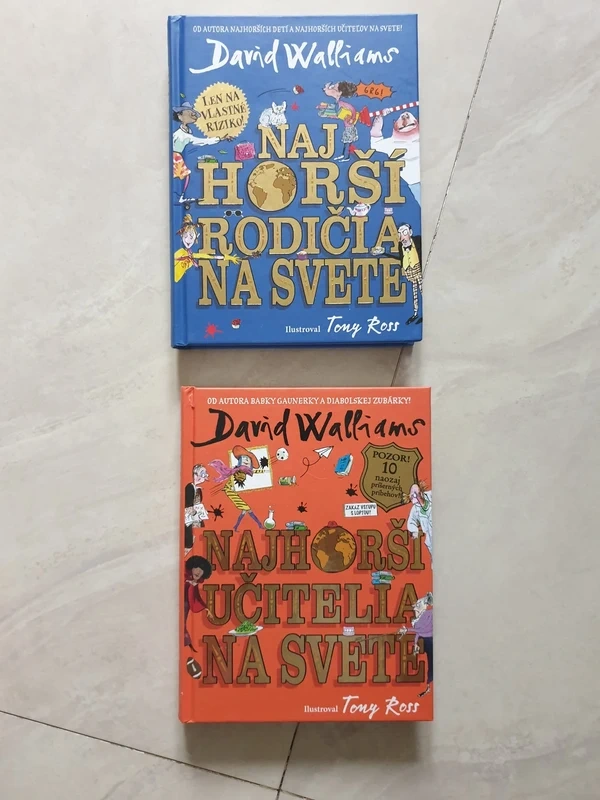 OD AUTORA NAJHORŠÍCH DETÍ A NAJHORŠÍCH UČITEĽOV NA SVETE!
David Walliams
LEN NA
VLASTNÉ
RIZIKO!
GRG!
NAJ
HORŠÍ
RODIČIA
NA SVETE
Ilustroval Tony Ross
OD AUTORA BABKY GAUNERKY A DIABOLSKEJ ZUBÁRKY!
David Walliams
POZOR!
10
naozaj
príšerných
príbehov!
ZÁKAZ VSTUPU
S LOPTOU!
NAJHORŠÍ
UČITELIA
NA SVETE
Ilustroval Tony Ross